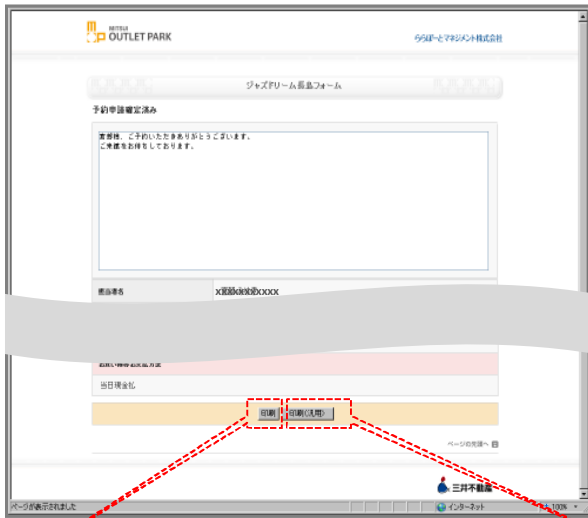 MITSUI
OUTLET PARK
ららぽーとマネジメント株式会社
ジャズドリーム長島フォーム
予約申請確定済み
ご予約いただきありがとうございます。
ご来館をお待ちしております。
担当者名
当日現金払
印刷
印刷(汎用)
ページの先頭へ
三井不動産
ページが表示されました
インターネット
100%